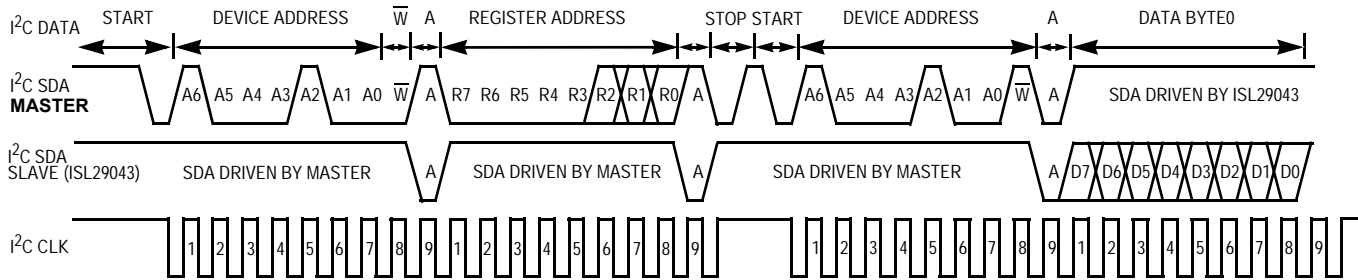 I2C DATA START DEVICE ADDRESS W̅ A REGISTER ADDRESS A STOP START DEVICE ADDRESS A DATA BYTE0
I2C SDA MASTER A6 A5 A4 A3 A2 A1 A0 W̅ A R7 R6 R5 R4 R3 R2 R1 R0 A A6 A5 A4 A3 A2 A1 A0 W̅ A SDA DRIVEN BY ISL29043
I2C SDA SLAVE (ISL29043) SDA DRIVEN BY MASTER A SDA DRIVEN BY MASTER A SDA DRIVEN BY MASTER A D7 D6 D5 D4 D3 D2 D1 D0
I2C CLK 1 2 3 4 5 6 7 8 9 1 2 3 4 5 6 7 8 9 1 2 3 4 5 6 7 8 9 1 2 3 4 5 6 7 8 9